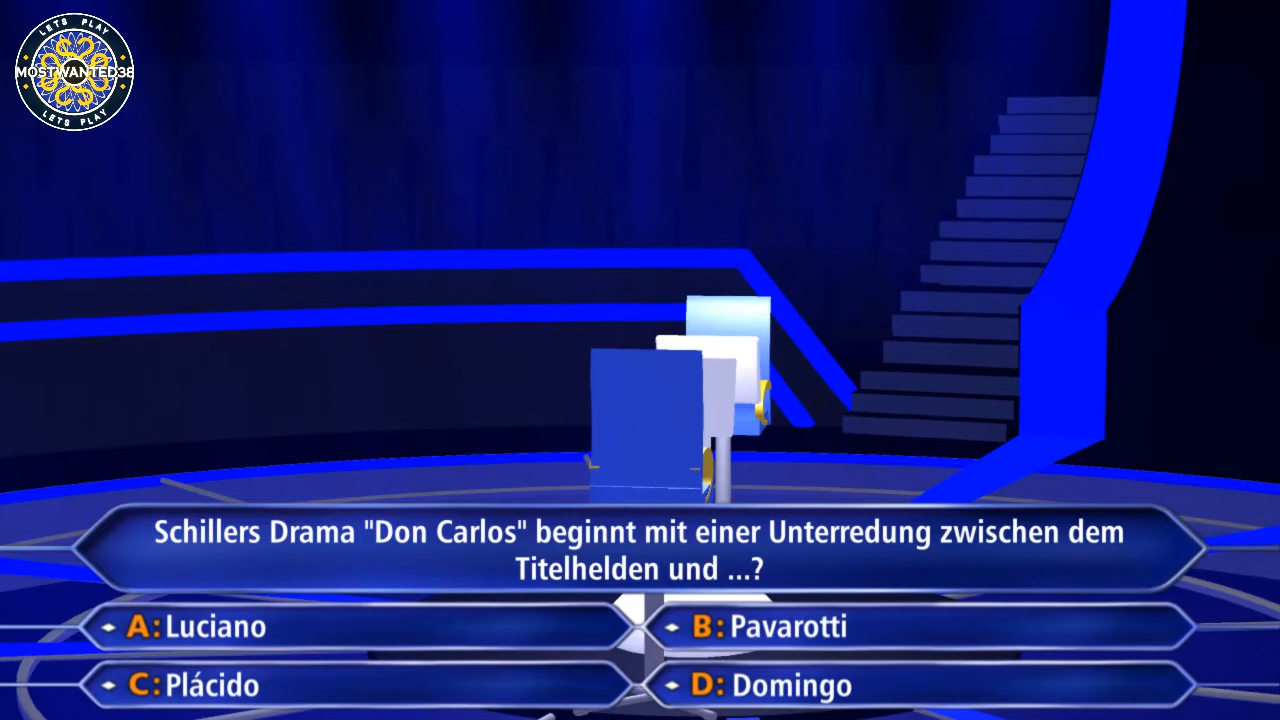 LETS PLAY
MOSTWANTED38
LETS PLAY
Schillers Drama "Don Carlos" beginnt mit einer Unterredung zwischen dem
Titelhelden und ...?
A: Luciano
B: Pavarotti
C: Plácido
D: Domingo